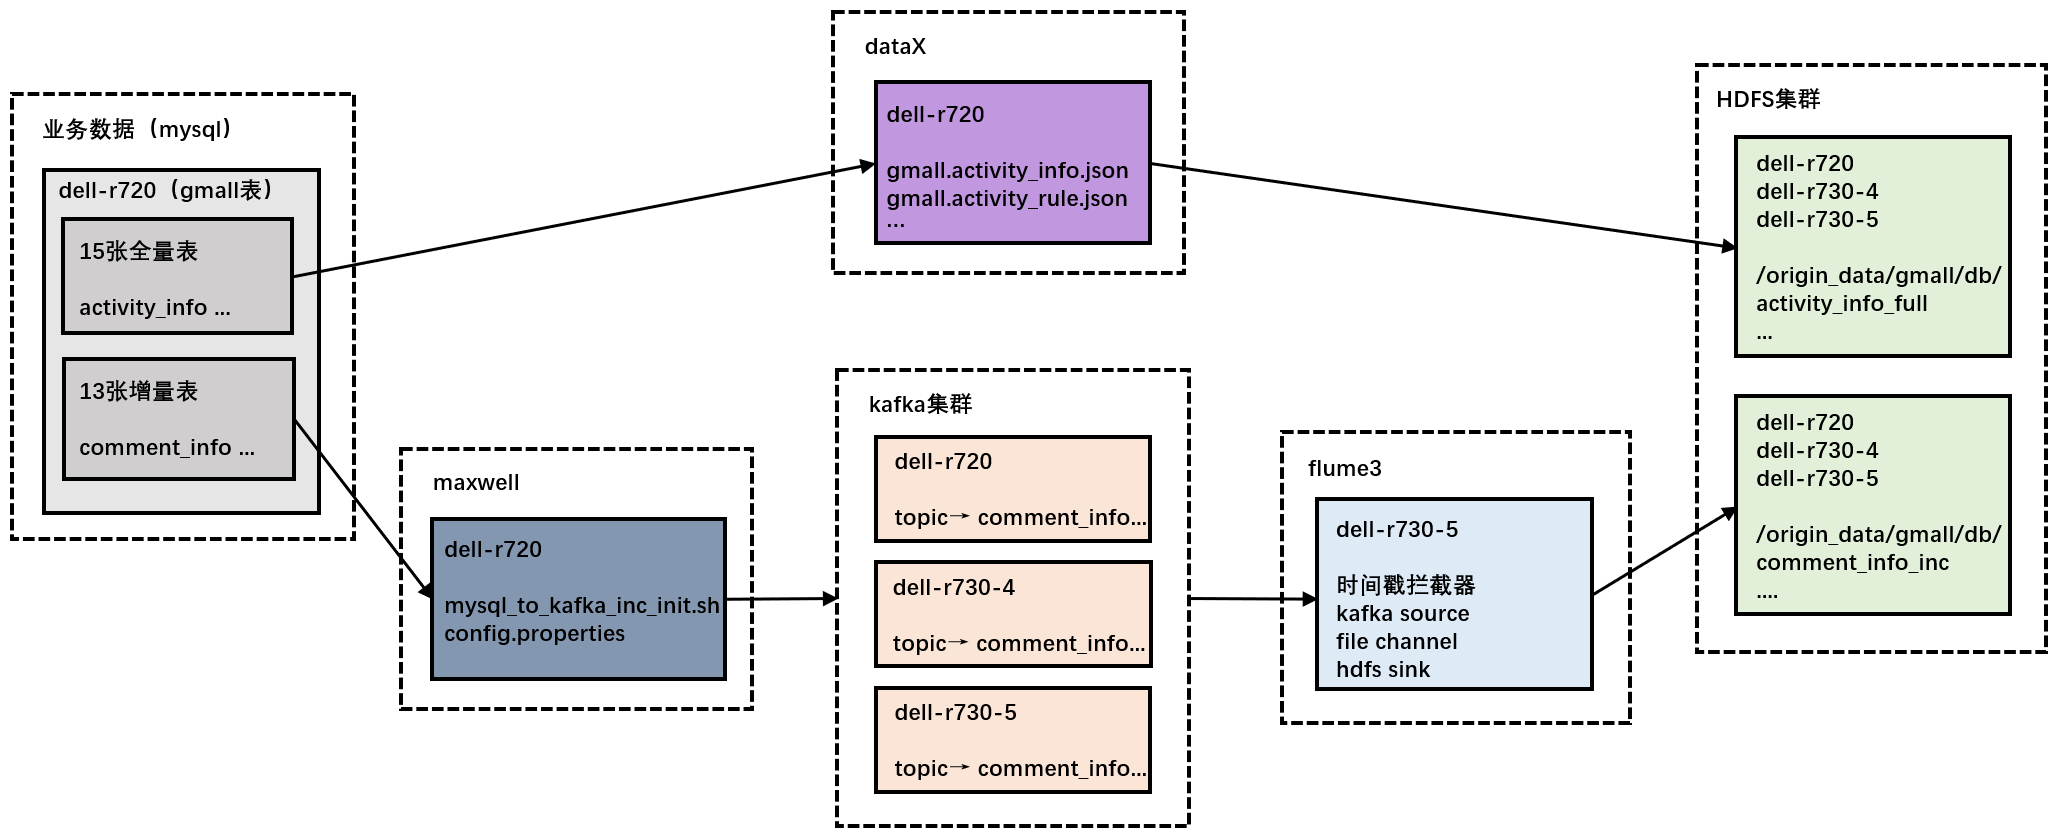 业务数据（mysql）
dell-r720（gmall表）
15张全量表
activity_info ...
13张增量表
comment_info ...
dataX
dell-r720
gmall.activity_info.json
gmall.activity_rule.json
...
maxwell
dell-r720
mysql_to_kafka_inc_init.sh
config.properties
kafka集群
dell-r720
topic→ comment_info...
dell-r730-4
topic→ comment_info...
dell-r730-5
topic→ comment_info...
flume3
dell-r730-5
时间戳拦截器
kafka source
file channel
hdfs sink
HDFS集群
dell-r720
dell-r730-4
dell-r730-5
/origin_data/gmall/db/
activity_info_full
...
dell-r720
dell-r730-4
dell-r730-5
/origin_data/gmall/db/
comment_info_inc
....